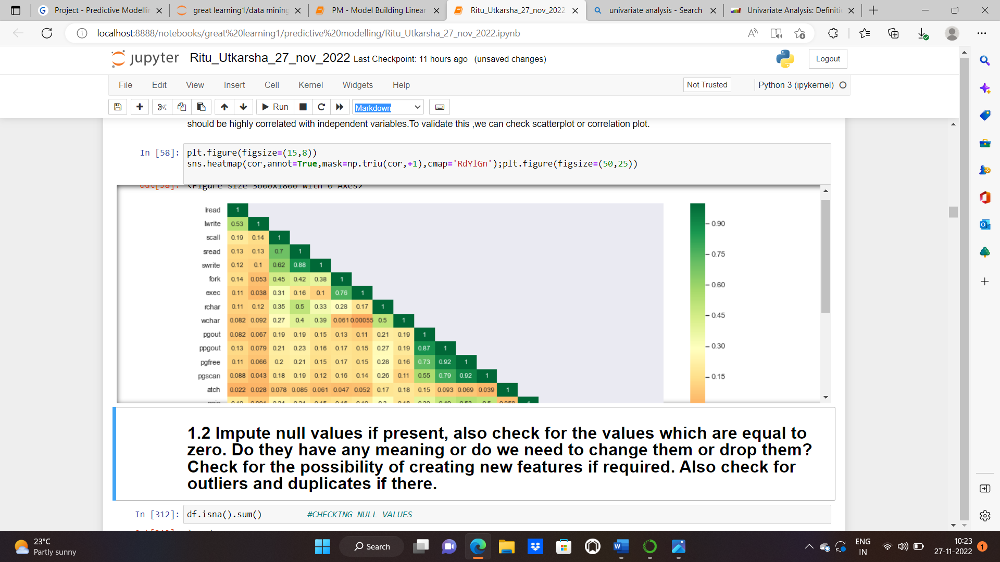 Project - Predictive Modellin
great learning1/data mining
PM - Model Building Linear
Ritu_Utkarsha_27_nov_2022
univariate analysis - Search
Univariate Analysis: Definiti
localhost:8888/notebooks/great%20learning1/predictive%20modelling/Ritu_Utkarsha_27_nov_2022.ipynb
jupyter Ritu_Utkarsha_27_nov_2022 Last Checkpoint: 11 hours ago (unsaved changes)
Logout
File Edit View Insert Cell Kernel Widgets Help
Not Trusted
Python 3 (ipykernel)
Run
Markdown
should be highly correlated with independent variables.To validate this ,we can check scatterplot or correlation plot.
In [58]: plt.figure(figsize=(15,8))
sns.heatmap(cor,annot=True,mask=np.triu(cor,+1),cmap='RdYlGn');plt.figure(figsize=(50,25))
Out[58]: <Figure size 3600x1800 with 0 Axes>
lread 1
lwrite 0.53 1
scall 0.19 0.14 1
sread 0.13 0.13 0.7 1
swrite 0.12 0.1 0.62 0.88 1
fork 0.14 0.053 0.45 0.42 0.38 1
exec 0.11 0.038 0.31 0.16 0.1 0.76 1
rchar 0.11 0.12 0.35 0.5 0.33 0.28 0.17 1
wchar 0.082 0.092 0.27 0.4 0.39 0.061 0.00055 0.5 1
pgout 0.082 0.067 0.19 0.19 0.15 0.13 0.11 0.21 0.19 1
ppgout 0.13 0.079 0.21 0.23 0.16 0.17 0.15 0.27 0.19 0.87 1
pgfree 0.11 0.066 0.2 0.21 0.15 0.17 0.15 0.28 0.16 0.73 0.92 1
pgscan 0.088 0.043 0.18 0.19 0.12 0.16 0.14 0.26 0.11 0.55 0.79 0.92 1
atch 0.022 0.028 0.078 0.085 0.061 0.047 0.052 0.17 0.18 0.15 0.093 0.069 0.039 1
0.90
0.75
0.60
0.45
0.30
0.15
1.2 Impute null values if present, also check for the values which are equal to
zero. Do they have any meaning or do we need to change them or drop them?
Check for the possibility of creating new features if required. Also check for
outliers and duplicates if there.
In [312]: df.isna().sum() #CHECKING NULL VALUES
23°C
Partly sunny
Search
ENG
IN
10:23
27-11-2022
1